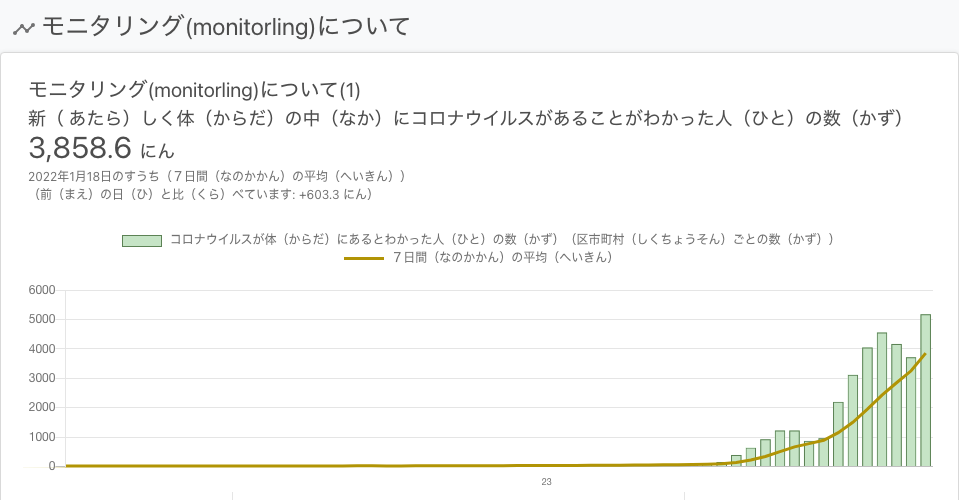 モニタリング(monitorling)について
モニタリング(monitorling)について(1)
新（ あたら）しく体（からだ）の中（なか）にコロナウイルスがあることがわかった人（ひと）の数（かず）
3,858.6 にん
2022年1月18日のすうち（７日間（なのかかん）の平均（へいきん））
（前（まえ）の日（ひ）と比（くら）べています: +603.3 にん）
コロナウイルスが体（からだ）にあるとわかった人（ひと）の数（かず）（区市町村（しくちょうそん）ごとの数（かず））
７日間（なのかかん）の平均（へいきん）
6000
5000
4000
3000
2000
1000
0
23